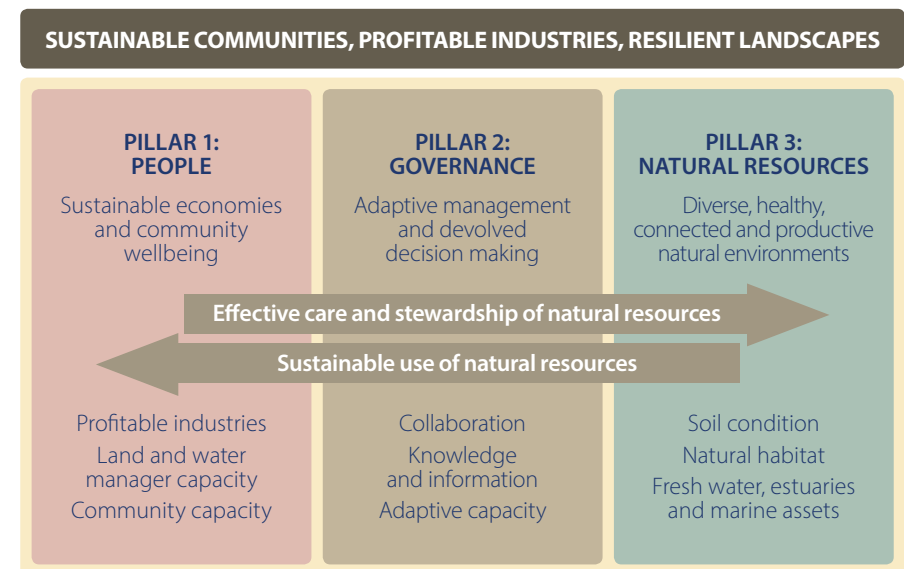 SUSTAINABLE COMMUNITIES, PROFITABLE INDUSTRIES, RESILIENT LANDSCAPES
PILLAR 1:
PEOPLE
Sustainable economies
and community
wellbeing
PILLAR 2:
GOVERNANCE
Adaptive management
and devolved
decision making
PILLAR 3:
NATURAL RESOURCES
Diverse, healthy,
connected and productive
natural environments
Effective care and stewardship of natural resources
Sustainable use of natural resources
Profitable industries
Land and water
manager capacity
Community capacity
Collaboration
Knowledge
and information
Adaptive capacity
Soil condition
Natural habitat
Fresh water, estuaries
and marine assets